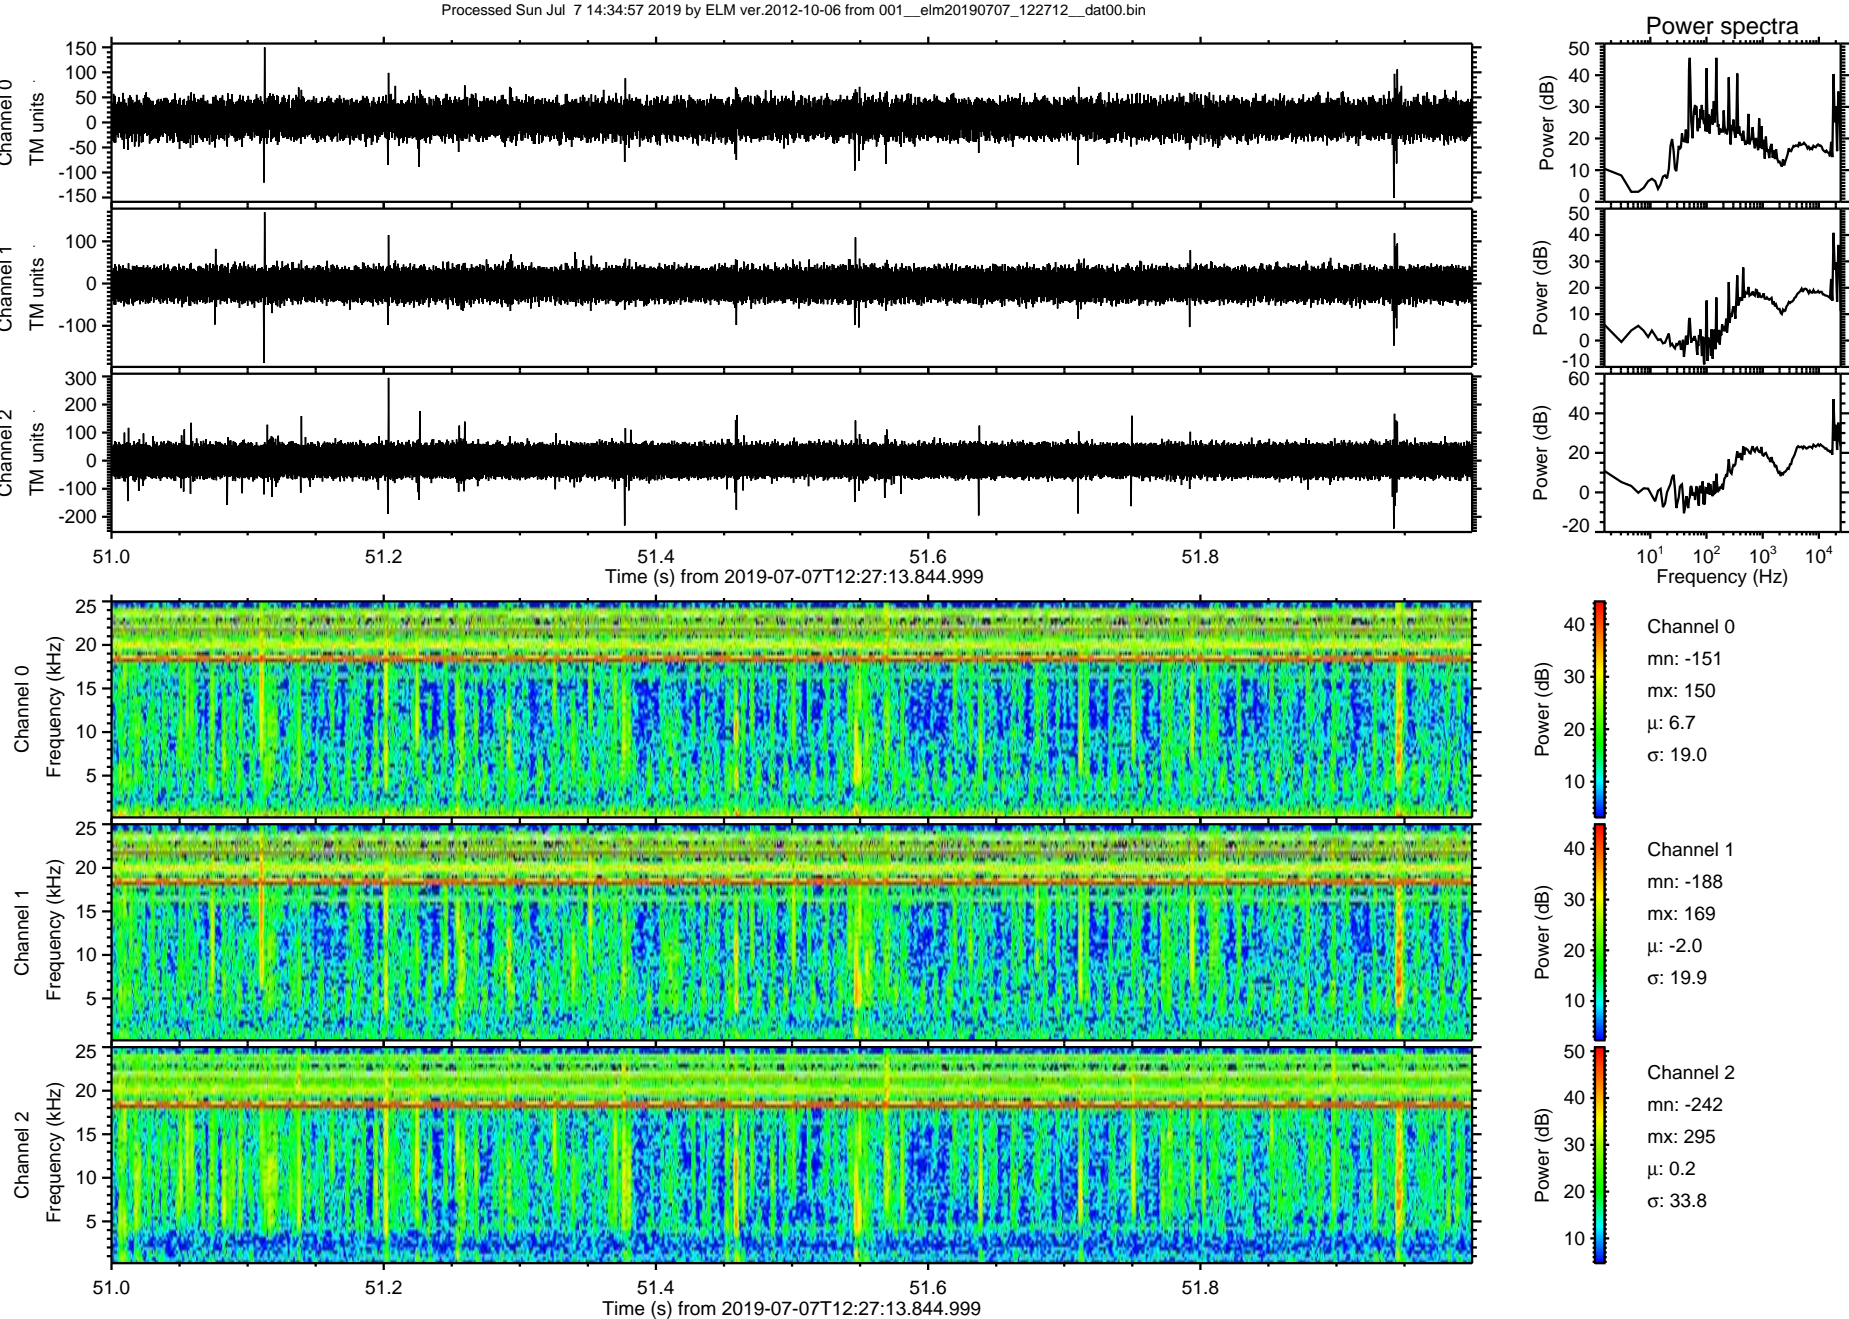 Processed Sun Jul 7 14:34:57 2019 by ELM ver.2012-10-06 from 001__elm20190707_122712__dat00.bin
Power spectra
Channel 0
TM units
150
100
50
0
-50
-100
-150
Power (dB)
50
40
30
20
10
0
Channel 1
TM units
100
0
-100
Power (dB)
50
40
30
20
10
0
-10
Channel 2
TM units
300
200
100
0
-100
-200
Power (dB)
60
40
20
0
-20
51.0 51.2 51.4 51.6 51.8
Time (s) from 2019-07-07T12:27:13.844.999
10¹ 10² 10³ 10⁴
Frequency (Hz)
Channel 0
Frequency (kHz)
25
20
15
10
5
Power (dB)
40
30
20
10
Channel 0
mn: -151
mx: 150
μ: 6.7
σ: 19.0
Channel 1
Frequency (kHz)
25
20
15
10
5
Power (dB)
40
30
20
10
Channel 1
mn: -188
mx: 169
μ: -2.0
σ: 19.9
Channel 2
Frequency (kHz)
25
20
15
10
5
Power (dB)
50
40
30
20
10
Channel 2
mn: -242
mx: 295
μ: 0.2
σ: 33.8
51.0 51.2 51.4 51.6 51.8
Time (s) from 2019-07-07T12:27:13.844.999